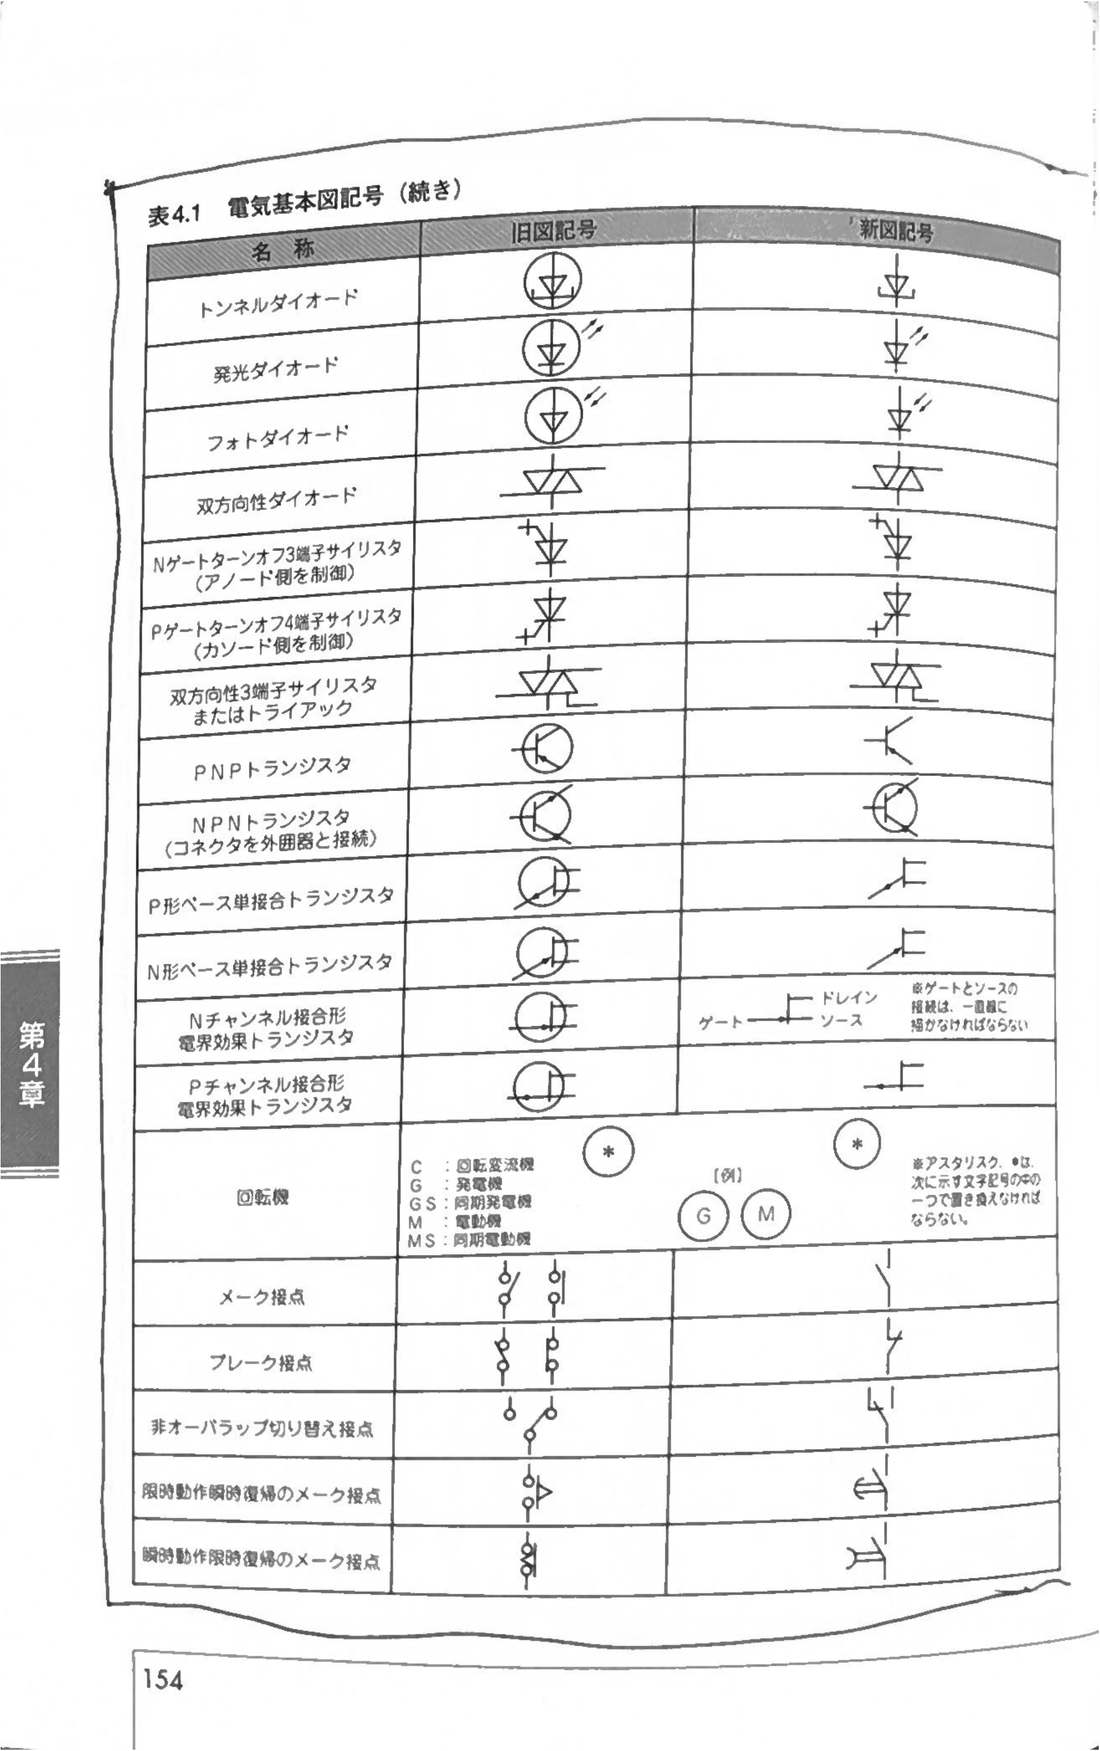 表4.1 電気基本図記号（続き）
名 称 旧図記号 新図記号
トンネルダイオード
発光ダイオード
フォトダイオード
双方向性ダイオード
Nゲートターンオフ3端子サイリスタ
（アノード側を制御）
Pゲートターンオフ4端子サイリスタ
（カソード側を制御）
双方向性3端子サイリスタ
またはトライアック
PNPトランジスタ
NPNトランジスタ
（コネクタを外囲器と接続）
P形ベース単接合トランジスタ
N形ベース単接合トランジスタ
Nチャンネル接合形
電界効果トランジスタ
ゲート ドレイン
ソース
※ゲートとソースの
接続は、一直線に
描かなければならない
Pチャンネル接合形
電界効果トランジスタ
回転機
* *
C ：回転変流機
G ：発電機
GS：同期発電機
M ：電動機
MS：同期電動機
［例］
G M
※アスタリスク、*は、
次に示す文字記号の中の
一つで置き換えなければ
ならない。
メーク接点
ブレーク接点
非オーバラップ切り替え接点
限時動作瞬時復帰のメーク接点
瞬時動作限時復帰のメーク接点
第4章
154